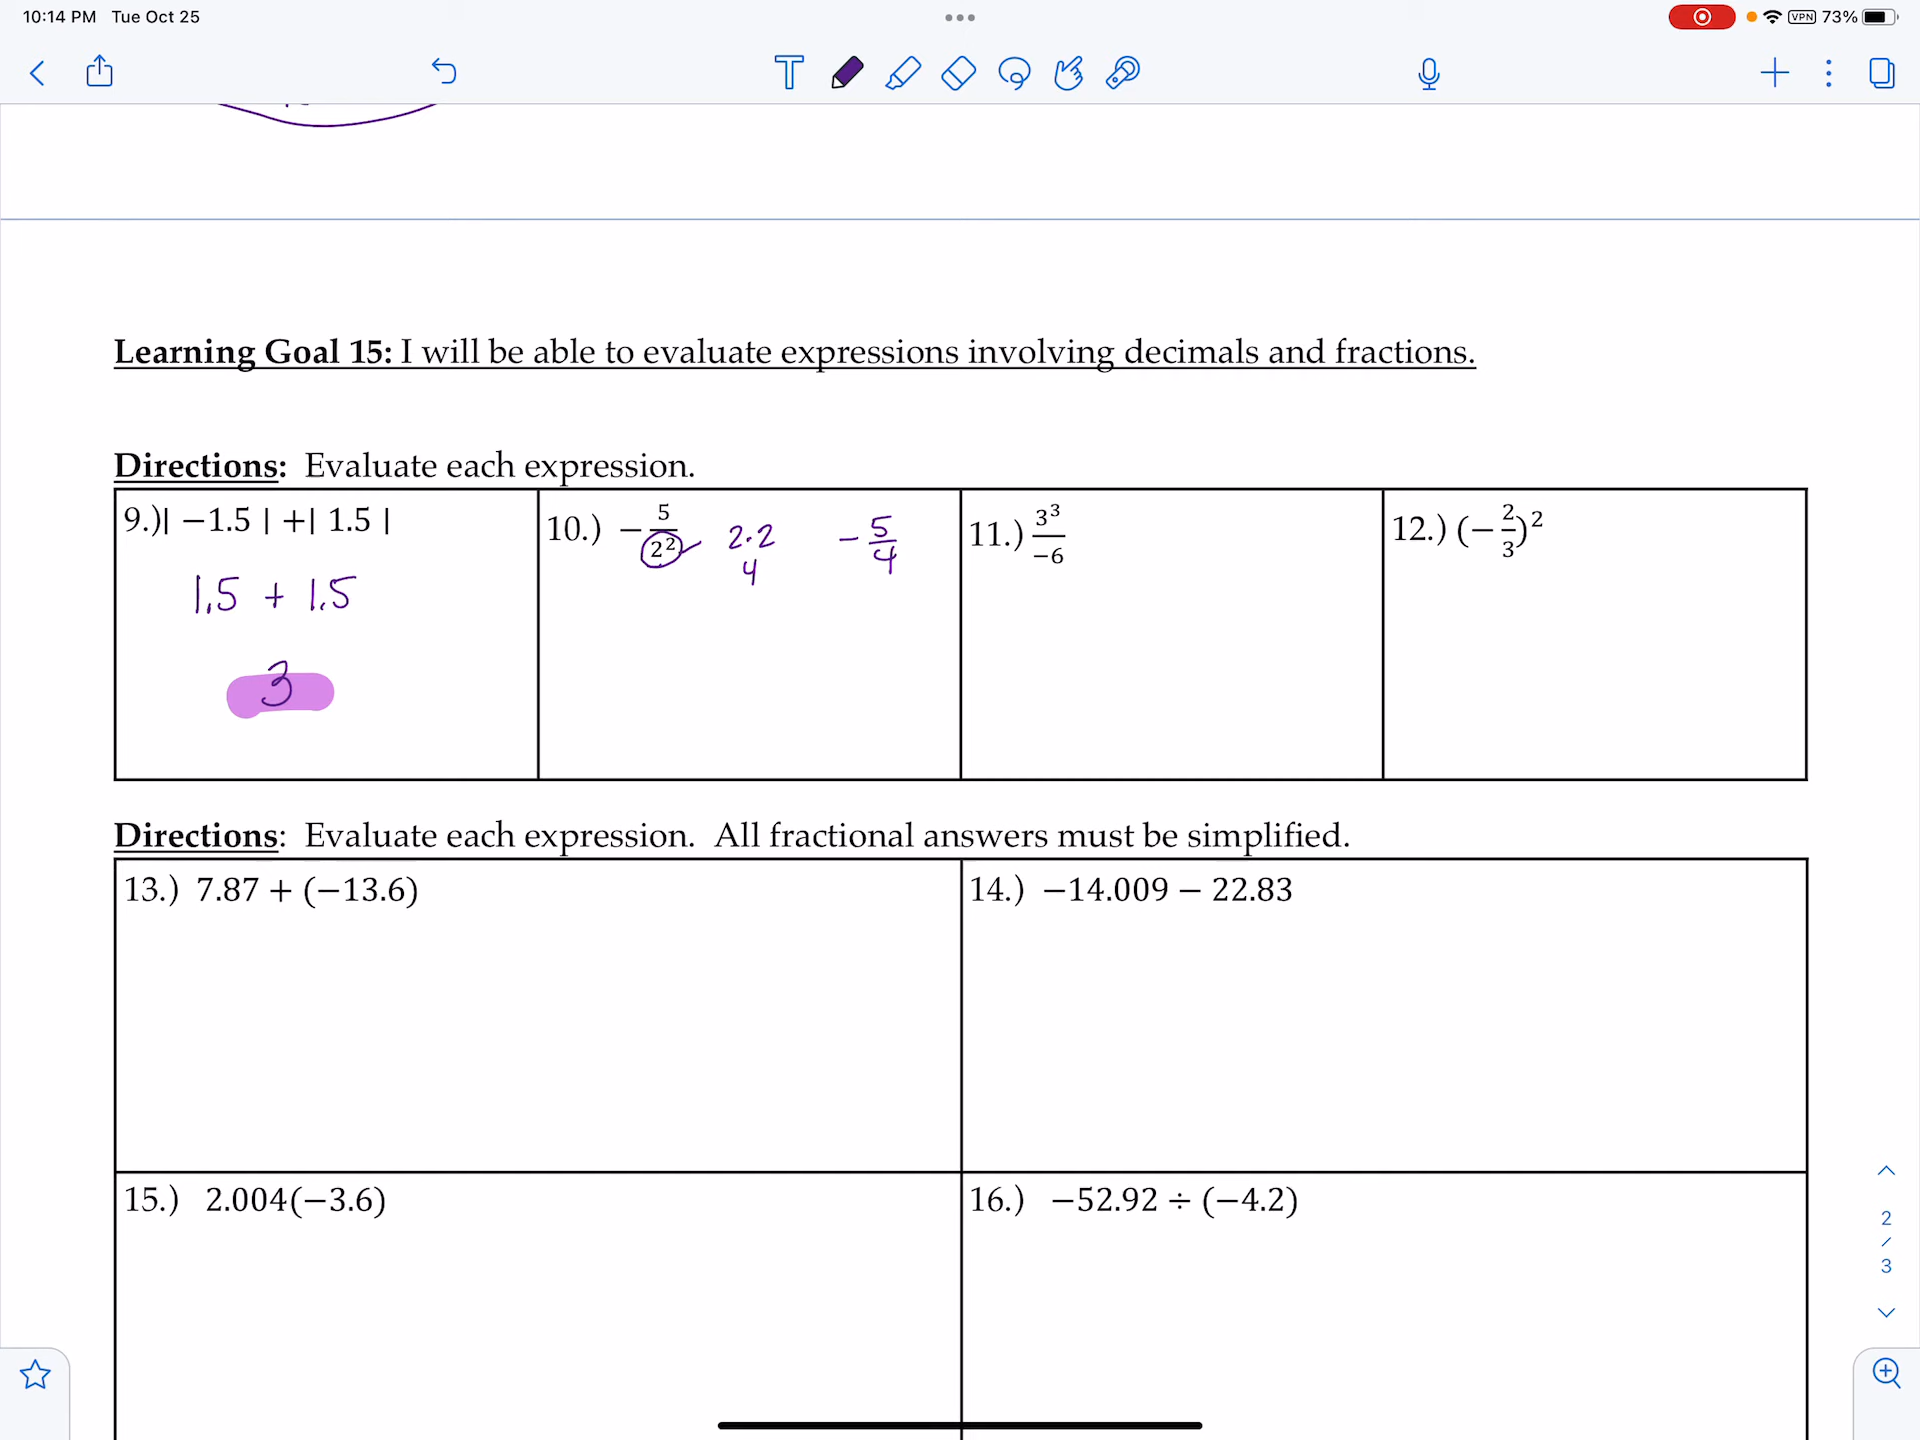 10:14 PM Tue Oct 25
VPN 73%
Learning Goal 15: I will be able to evaluate expressions involving decimals and fractions.
Directions: Evaluate each expression.
9.)| −1.5 | +| 1.5 |
1.5 + 1.5
3
10.) −5/2²
2·2
4
−5/4
11.) 3³/−6
12.) (−2/3)²
Directions: Evaluate each expression. All fractional answers must be simplified.
13.) 7.87 + (−13.6)
14.) −14.009 − 22.83
15.) 2.004(−3.6)
16.) −52.92 ÷ (−4.2)
2
/
3